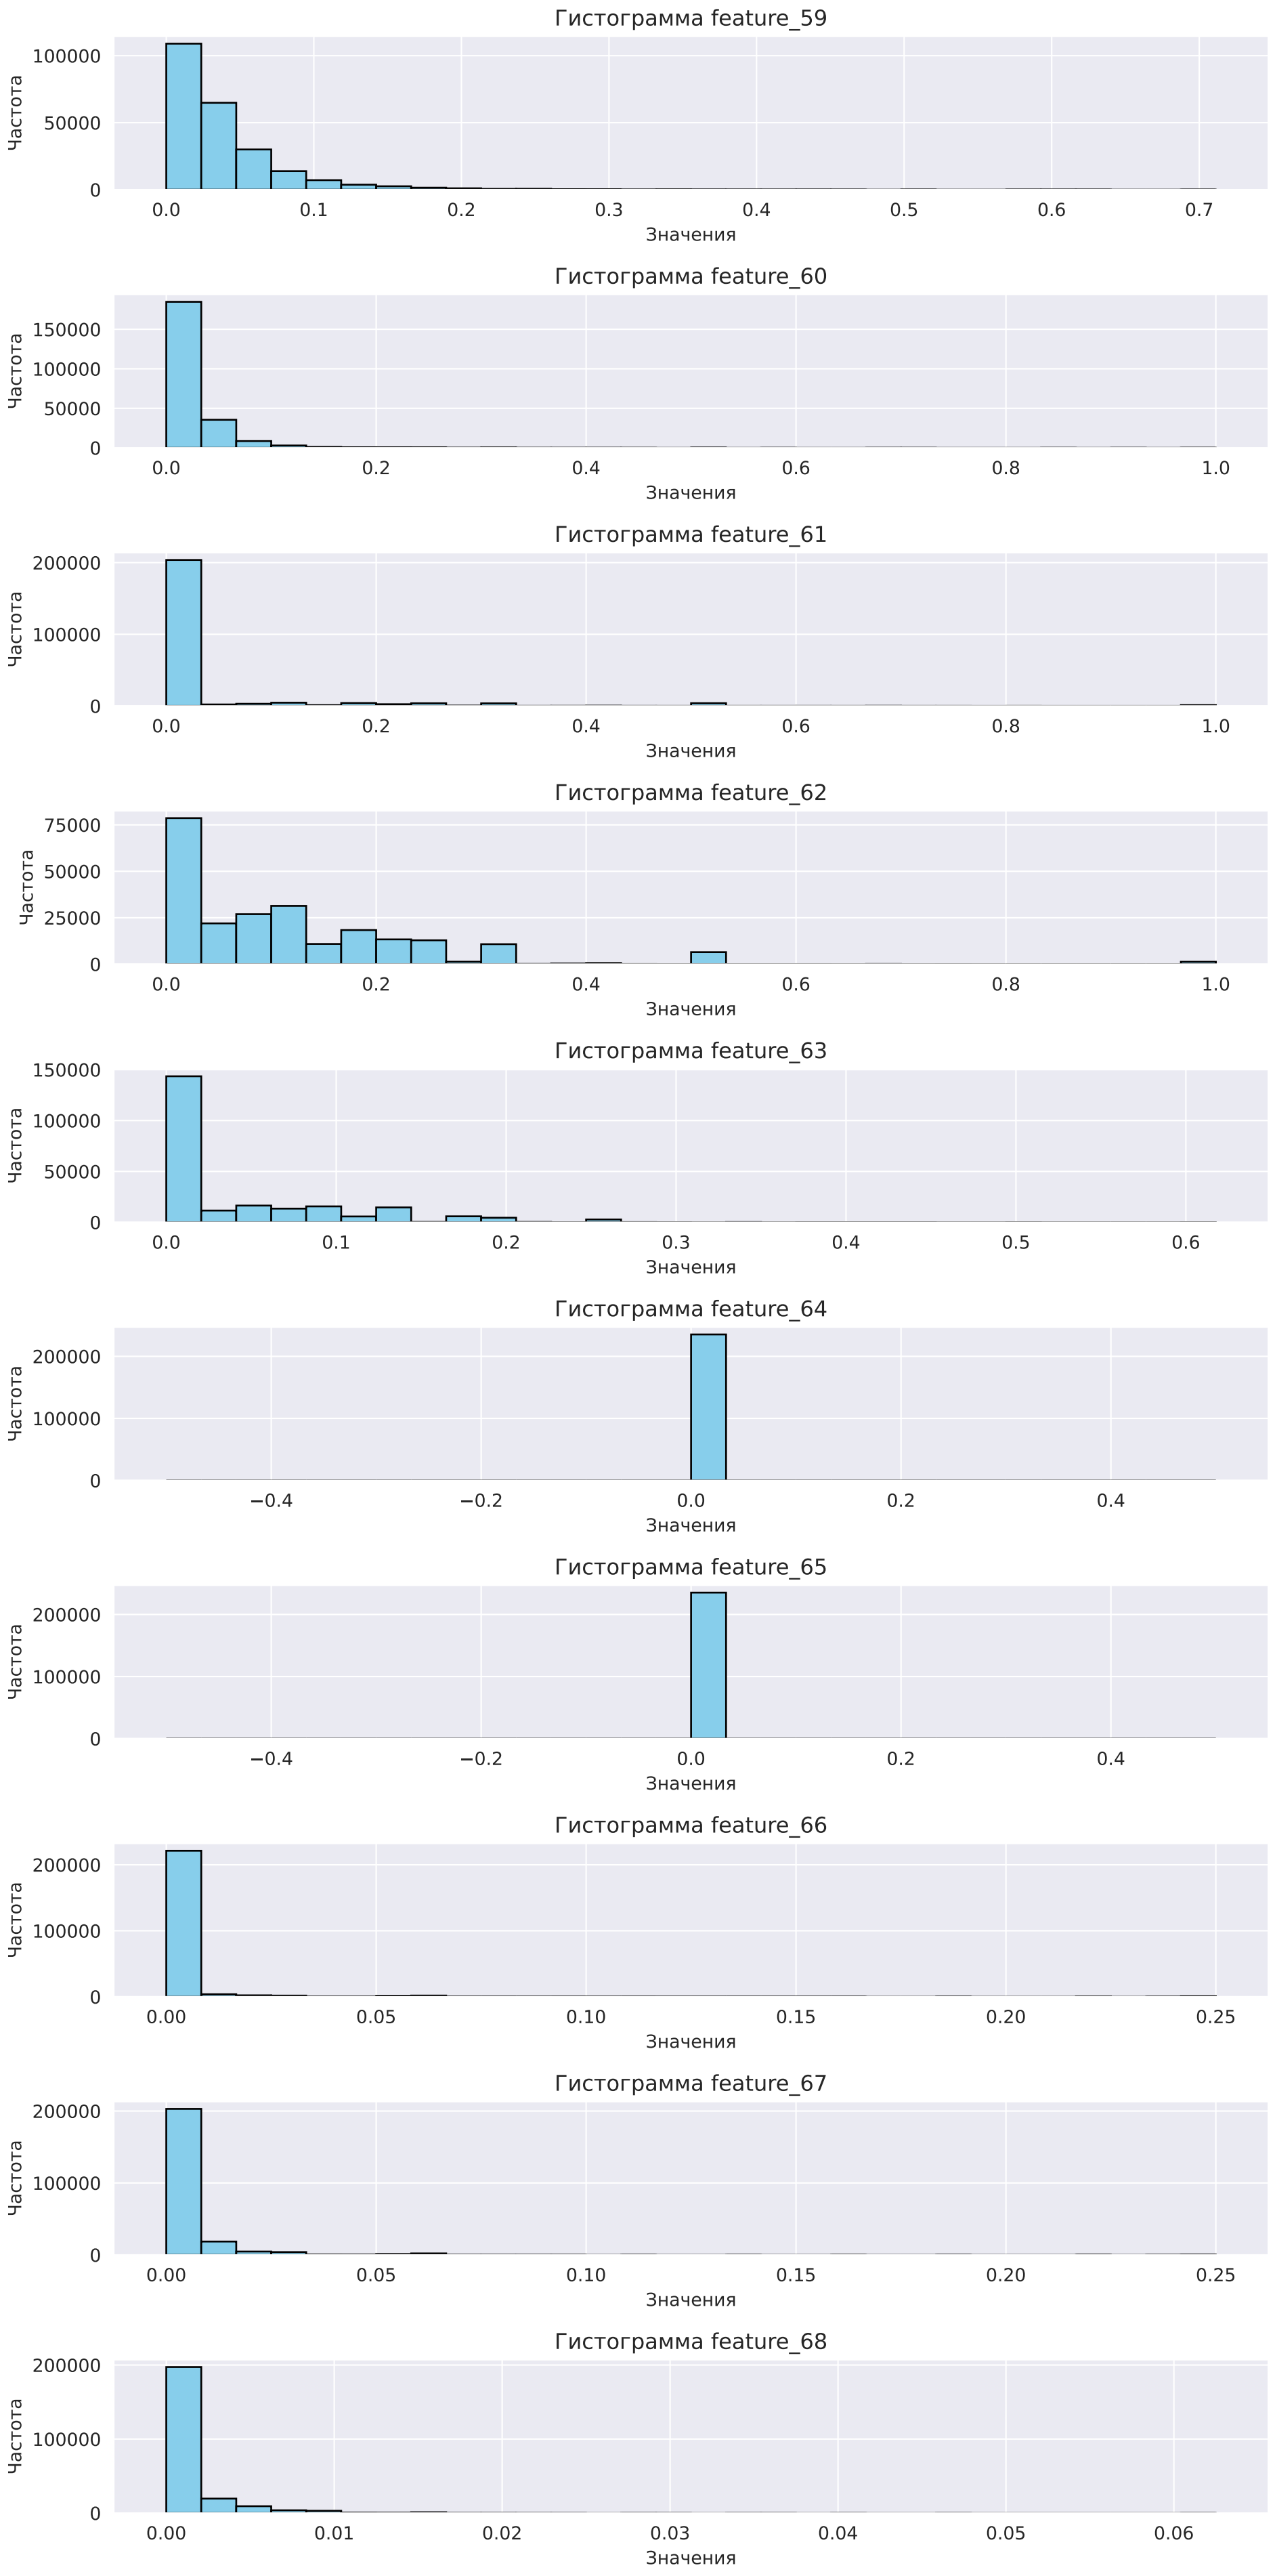 Гистограмма feature_59
Частота
100000
50000
0
0.0 0.1 0.2 0.3 0.4 0.5 0.6 0.7
Значения
Гистограмма feature_60
Частота
150000
100000
50000
0
0.0 0.2 0.4 0.6 0.8 1.0
Значения
Гистограмма feature_61
Частота
200000
100000
0
0.0 0.2 0.4 0.6 0.8 1.0
Значения
Гистограмма feature_62
Частота
75000
50000
25000
0
0.0 0.2 0.4 0.6 0.8 1.0
Значения
Гистограмма feature_63
Частота
150000
100000
50000
0
0.0 0.1 0.2 0.3 0.4 0.5 0.6
Значения
Гистограмма feature_64
Частота
200000
100000
0
−0.4 −0.2 0.0 0.2 0.4
Значения
Гистограмма feature_65
Частота
200000
100000
0
−0.4 −0.2 0.0 0.2 0.4
Значения
Гистограмма feature_66
Частота
200000
100000
0
0.00 0.05 0.10 0.15 0.20 0.25
Значения
Гистограмма feature_67
Частота
200000
100000
0
0.00 0.05 0.10 0.15 0.20 0.25
Значения
Гистограмма feature_68
Частота
200000
100000
0
0.00 0.01 0.02 0.03 0.04 0.05 0.06
Значения